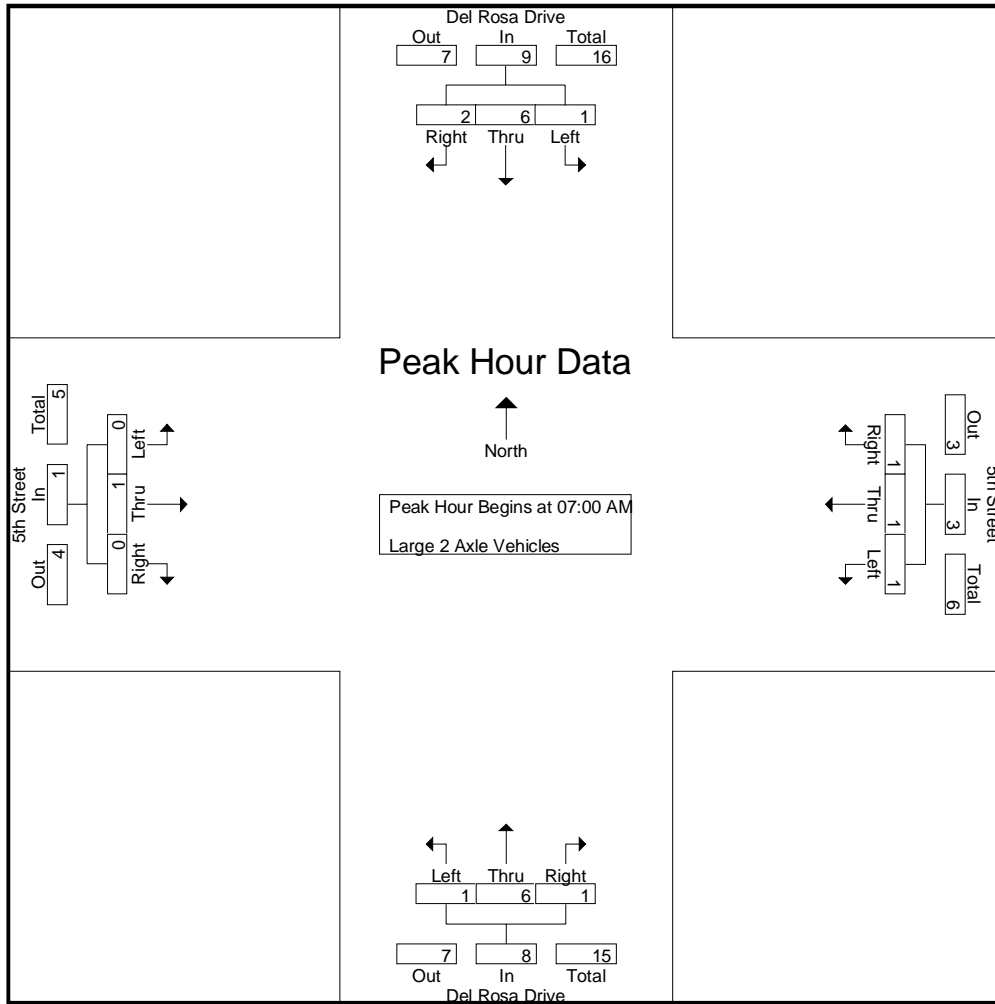 Del Rosa Drive
Out In Total
7 9 16
2 6 1
Right Thru Left
Peak Hour Data
North
Peak Hour Begins at 07:00 AM
Large 2 Axle Vehicles
5th Street
Total In Out
5 1 4
0 1 0
Left Thru Right
Right Thru Left
1 1 1
Out In Total
3 3 6
5th Street
Left Thru Right
1 6 1
7 8 15
Out In Total
Del Rosa Drive